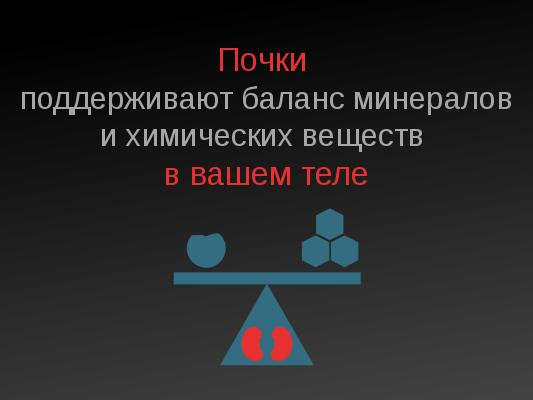 Почки
поддерживают баланс минералов
и химических веществ
в вашем теле